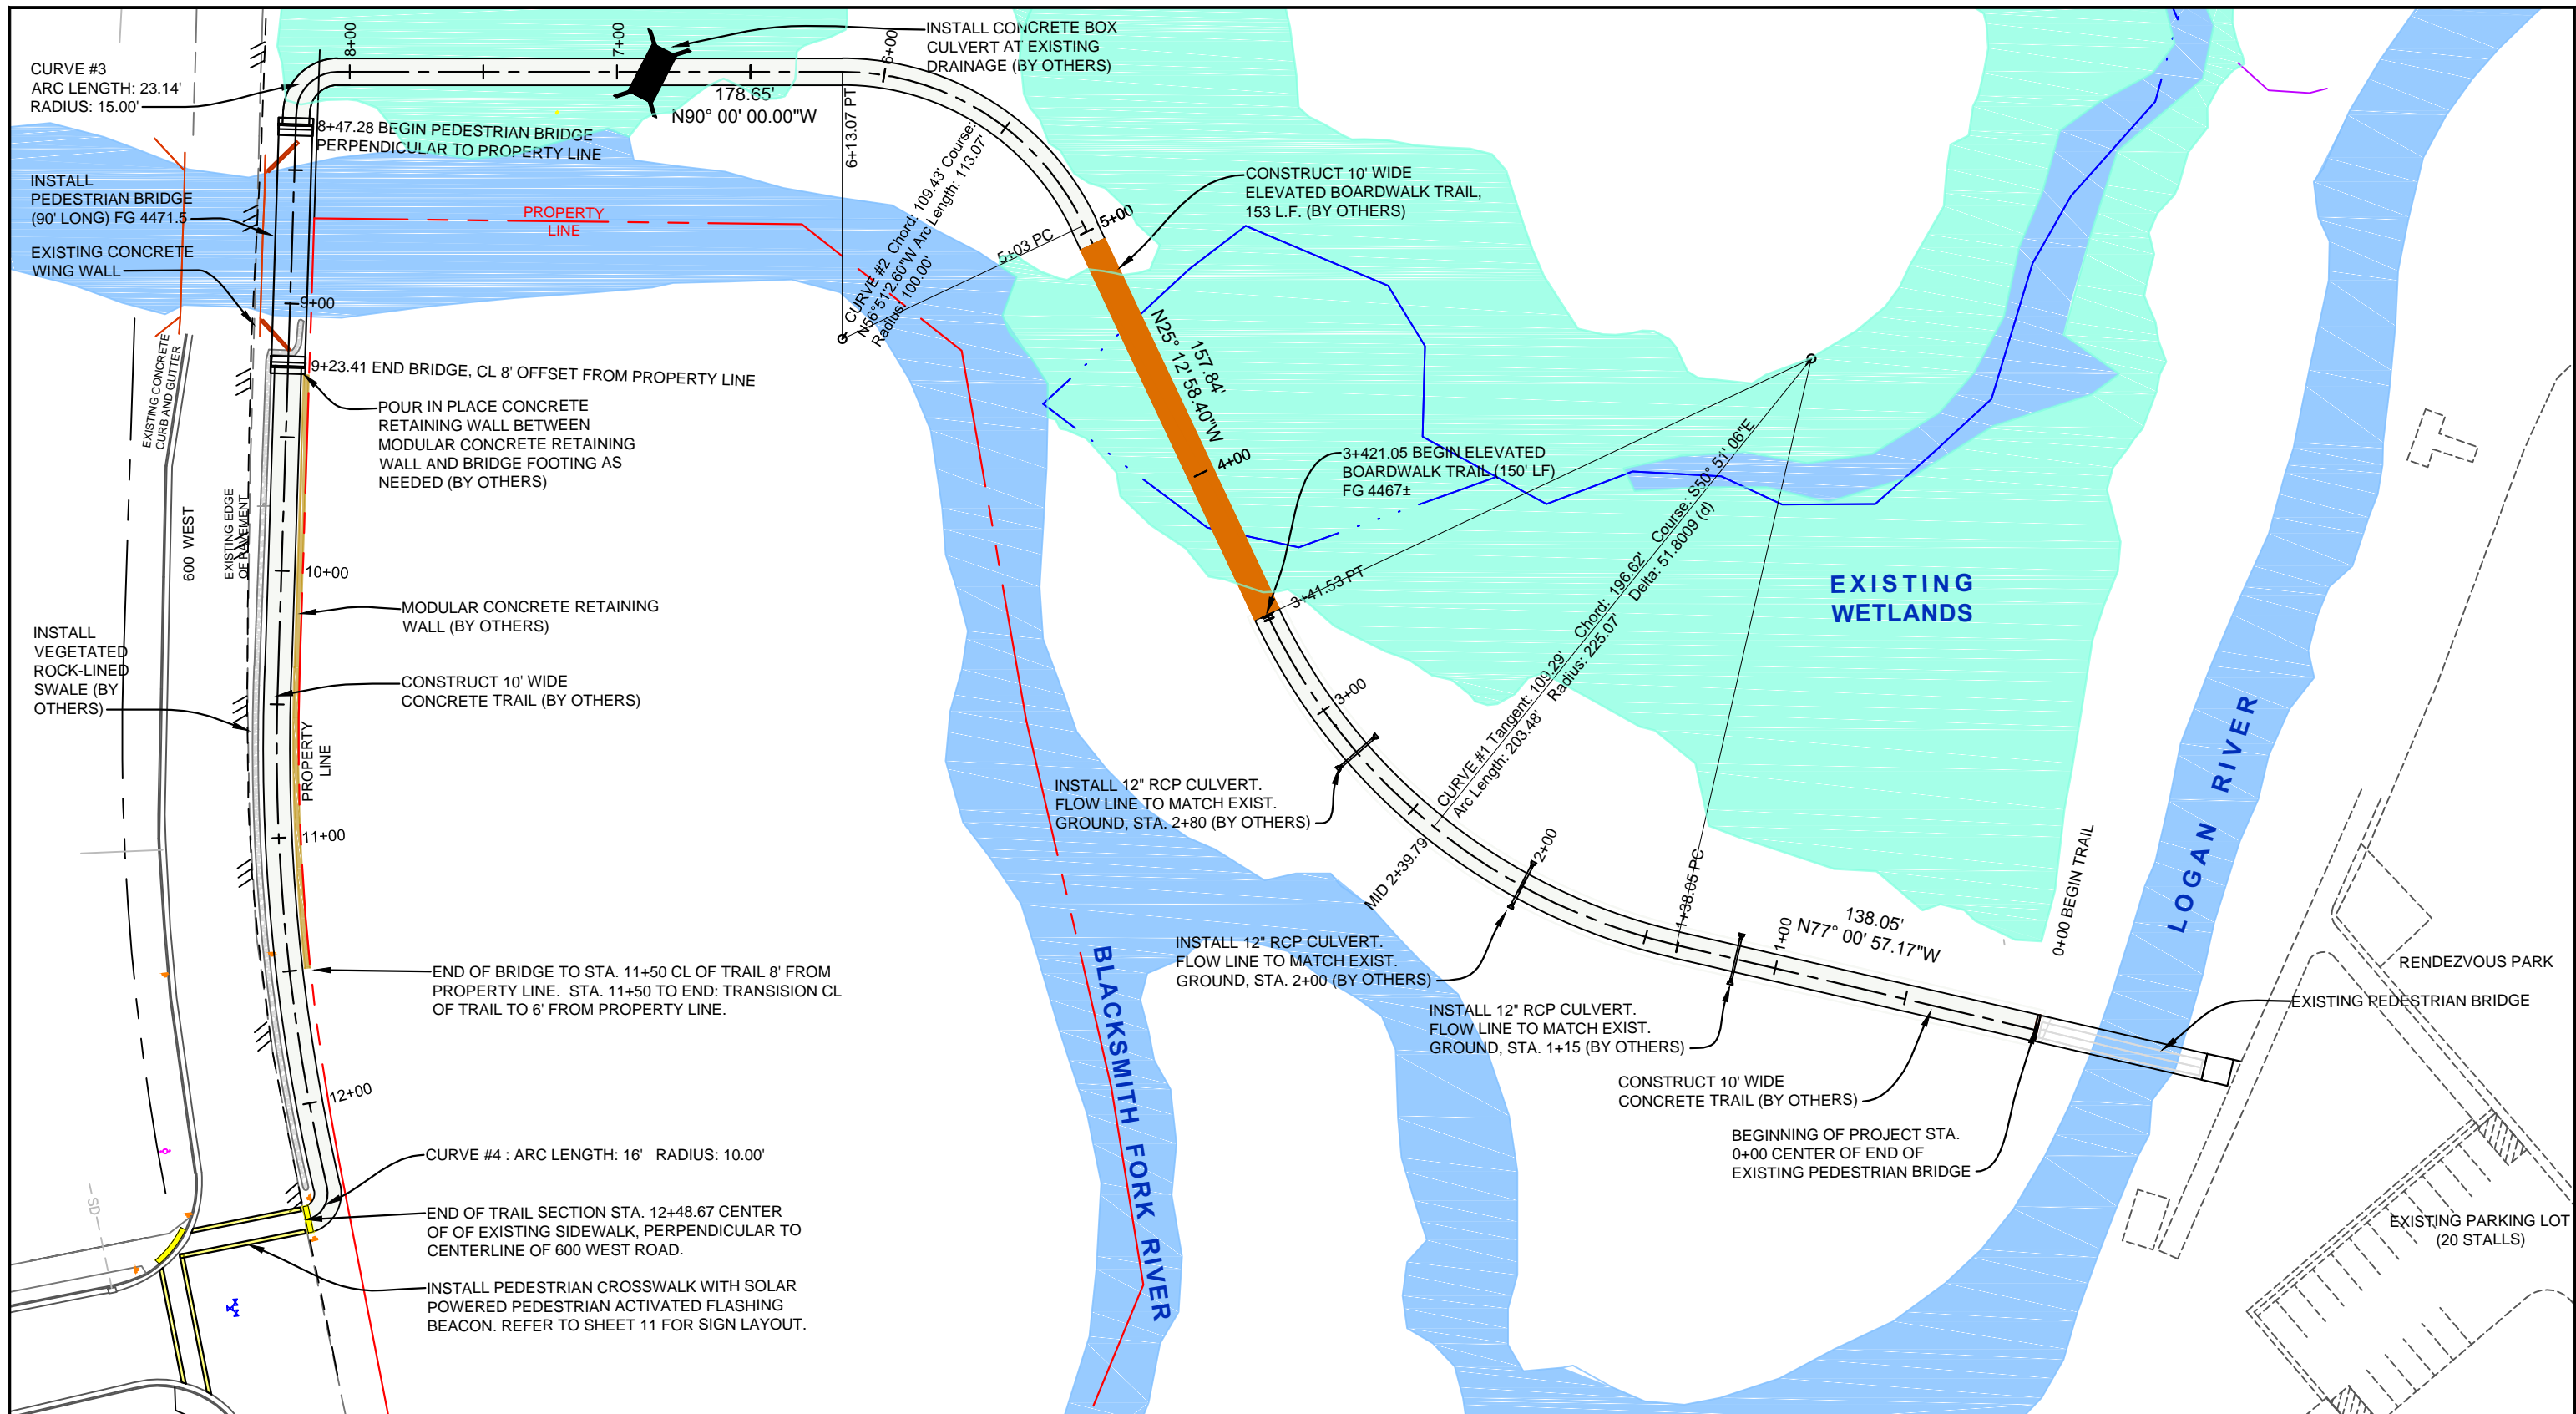 CURVE #3
ARC LENGTH: 23.14'
RADIUS: 15.00'
8+00
7+00
INSTALL CONCRETE BOX
CULVERT AT EXISTING
DRAINAGE (BY OTHERS)
6+00
178.65'
N90° 00' 00.00"W
8+47.28 BEGIN PEDESTRIAN BRIDGE
PERPENDICULAR TO PROPERTY LINE
6+13.07 PT
INSTALL
PEDESTRIAN BRIDGE
(90' LONG) FG 4471.5
EXISTING CONCRETE
WING WALL
PROPERTY
LINE
CURVE #2 Chord: 109.43' Course:
N56°51'2.60"W Arc Length: 113.07'
Radius: 100.00'
5+03 PC
5+00
CONSTRUCT 10' WIDE
ELEVATED BOARDWALK TRAIL,
153 L.F. (BY OTHERS)
9+00
9+23.41 END BRIDGE, CL 8' OFFSET FROM PROPERTY LINE
EXISTING CONCRETE
CURB AND GUTTER
POUR IN PLACE CONCRETE
RETAINING WALL BETWEEN
MODULAR CONCRETE RETAINING
WALL AND BRIDGE FOOTING AS
NEEDED (BY OTHERS)
157.84'
N25° 12' 58.40"W
4+00
3+421.05 BEGIN ELEVATED
BOARDWALK TRAIL (150' LF)
FG 4467±
600 WEST
EXISTING EDGE
OF PAVEMENT
10+00
MODULAR CONCRETE RETAINING
WALL (BY OTHERS)
3+41.53 PT
EXISTING
WETLANDS
INSTALL
VEGETATED
ROCK-LINED
SWALE (BY
OTHERS)
CONSTRUCT 10' WIDE
CONCRETE TRAIL (BY OTHERS)
PROPERTY
LINE
3+00
CURVE #1 Tangent: 109.29' Chord: 196.62' Course: S50° 51' 06"E
Arc Length: 203.48' Radius: 225.07' Delta: 51.8009 (d)
LOGAN RIVER
INSTALL 12" RCP CULVERT.
FLOW LINE TO MATCH EXIST.
GROUND, STA. 2+80 (BY OTHERS)
11+00
MID 2+39.79
2+00
1+38.05 PC
0+00 BEGIN TRAIL
1+00
138.05'
N77° 00' 57.17"W
INSTALL 12" RCP CULVERT.
FLOW LINE TO MATCH EXIST.
GROUND, STA. 2+00 (BY OTHERS)
END OF BRIDGE TO STA. 11+50 CL OF TRAIL 8' FROM
PROPERTY LINE. STA. 11+50 TO END: TRANSISION CL
OF TRAIL TO 6' FROM PROPERTY LINE.
BLACKSMITH FORK RIVER
RENDEZVOUS PARK
EXISTING PEDESTRIAN BRIDGE
INSTALL 12" RCP CULVERT.
FLOW LINE TO MATCH EXIST.
GROUND, STA. 1+15 (BY OTHERS)
12+00
CONSTRUCT 10' WIDE
CONCRETE TRAIL (BY OTHERS)
BEGINNING OF PROJECT STA.
0+00 CENTER OF END OF
EXISTING PEDESTRIAN BRIDGE
CURVE #4 : ARC LENGTH: 16' RADIUS: 10.00'
SD
END OF TRAIL SECTION STA. 12+48.67 CENTER
OF OF EXISTING SIDEWALK, PERPENDICULAR TO
CENTERLINE OF 600 WEST ROAD.
EXISTING PARKING LOT
(20 STALLS)
INSTALL PEDESTRIAN CROSSWALK WITH SOLAR
POWERED PEDESTRIAN ACTIVATED FLASHING
BEACON. REFER TO SHEET 11 FOR SIGN LAYOUT.